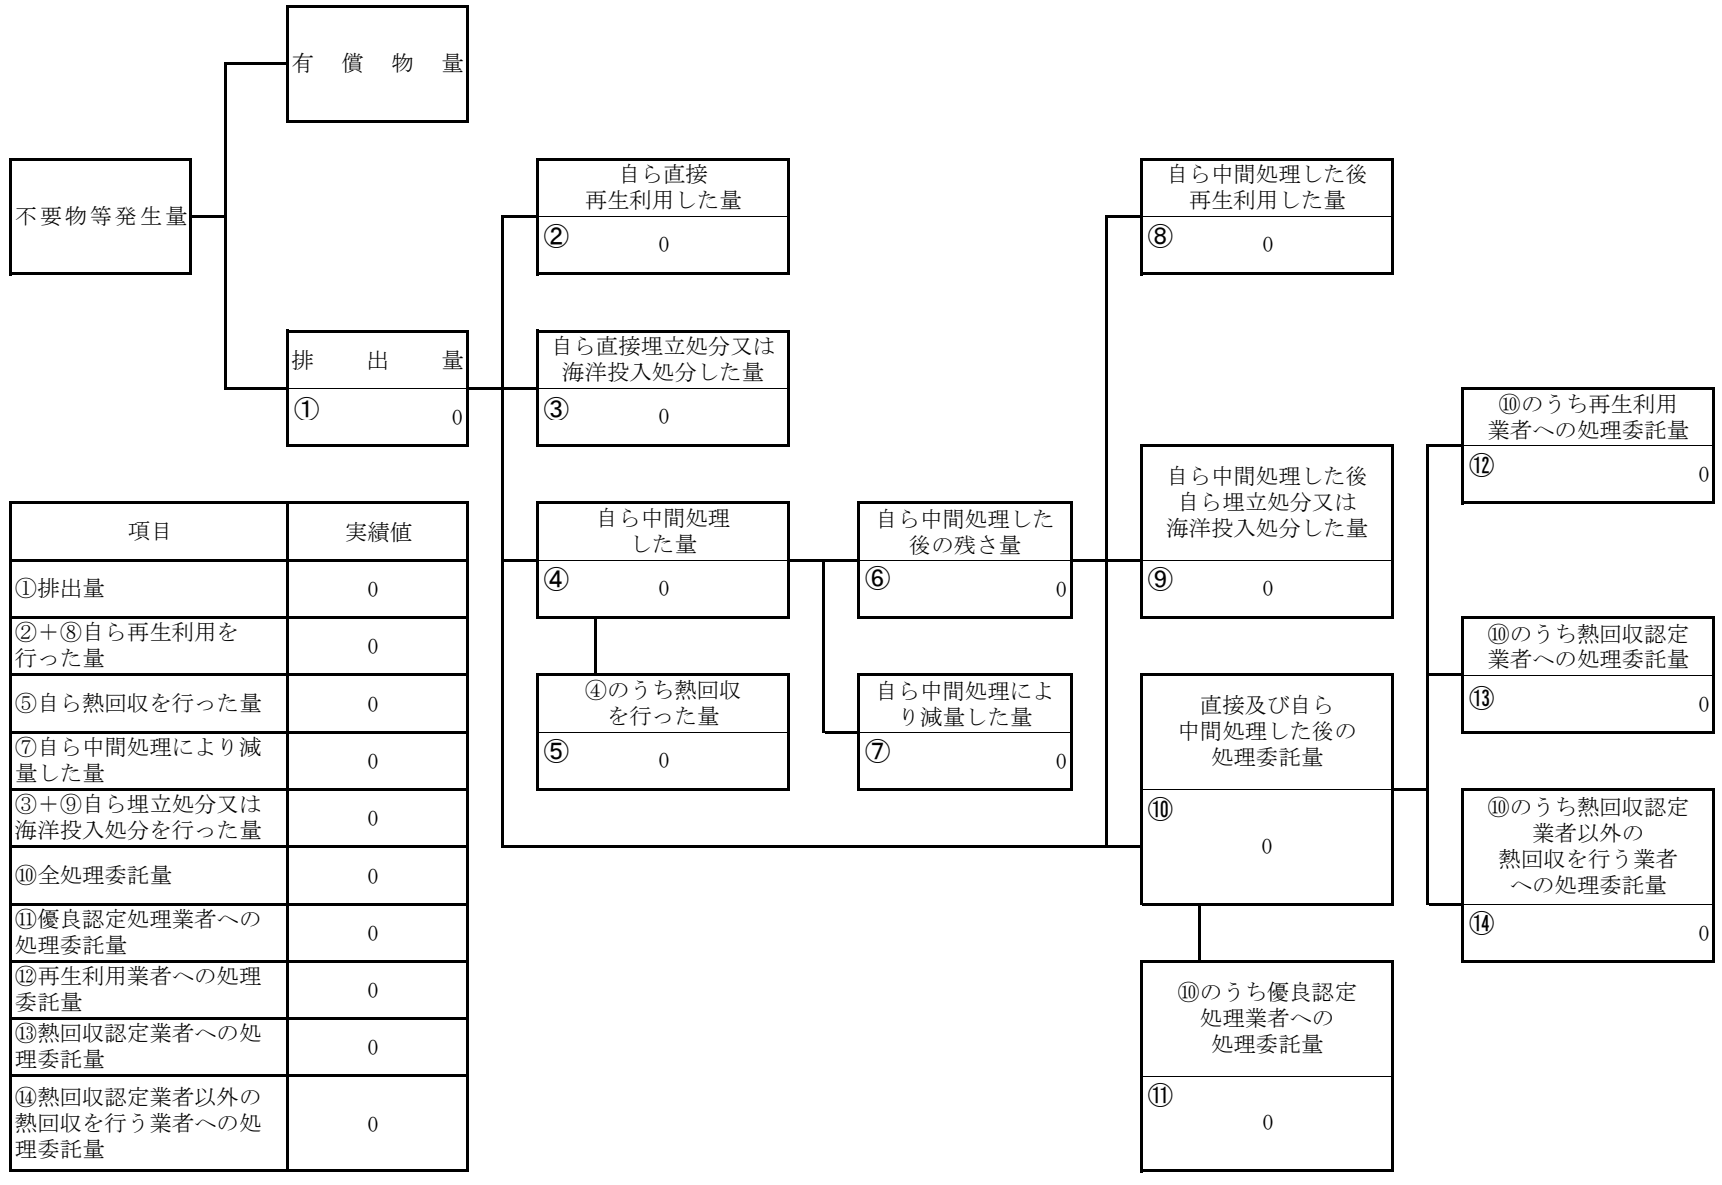 有償物量
不要物等発生量
排出量
①
0
自ら直接
再生利用した量
②
0
自ら直接埋立処分又は
海洋投入処分した量
③
0
自ら中間処理
した量
④
0
④のうち熱回収
を行った量
⑤
0
自ら中間処理した
後の残さ量
⑥
0
自ら中間処理によ
り減量した量
⑦
0
自ら中間処理した後
再生利用した量
⑧
0
自ら中間処理した後
自ら埋立処分又は
海洋投入処分した量
⑨
0
直接及び自ら
中間処理した後の
処理委託量
⑩
0
⑩のうち優良認定
処理業者への
処理委託量
⑪
0
⑩のうち再生利用
業者への処理委託量
⑫
0
⑩のうち熱回収認定
業者への処理委託量
⑬
0
⑩のうち熱回収認定
業者以外の
熱回収を行う業者
への処理委託量
⑭
0
項目 実績値
①排出量 0
②＋⑧自ら再生利用を
行った量 0
⑤自ら熱回収を行った量 0
⑦自ら中間処理により減
量した量 0
③＋⑨自ら埋立処分又は
海洋投入処分を行った量 0
⑩全処理委託量 0
⑪優良認定処理業者への
処理委託量 0
⑫再生利用業者への処理
委託量 0
⑬熱回収認定業者への処
理委託量 0
⑭熱回収認定業者以外の
熱回収を行う業者への処
理委託量 0